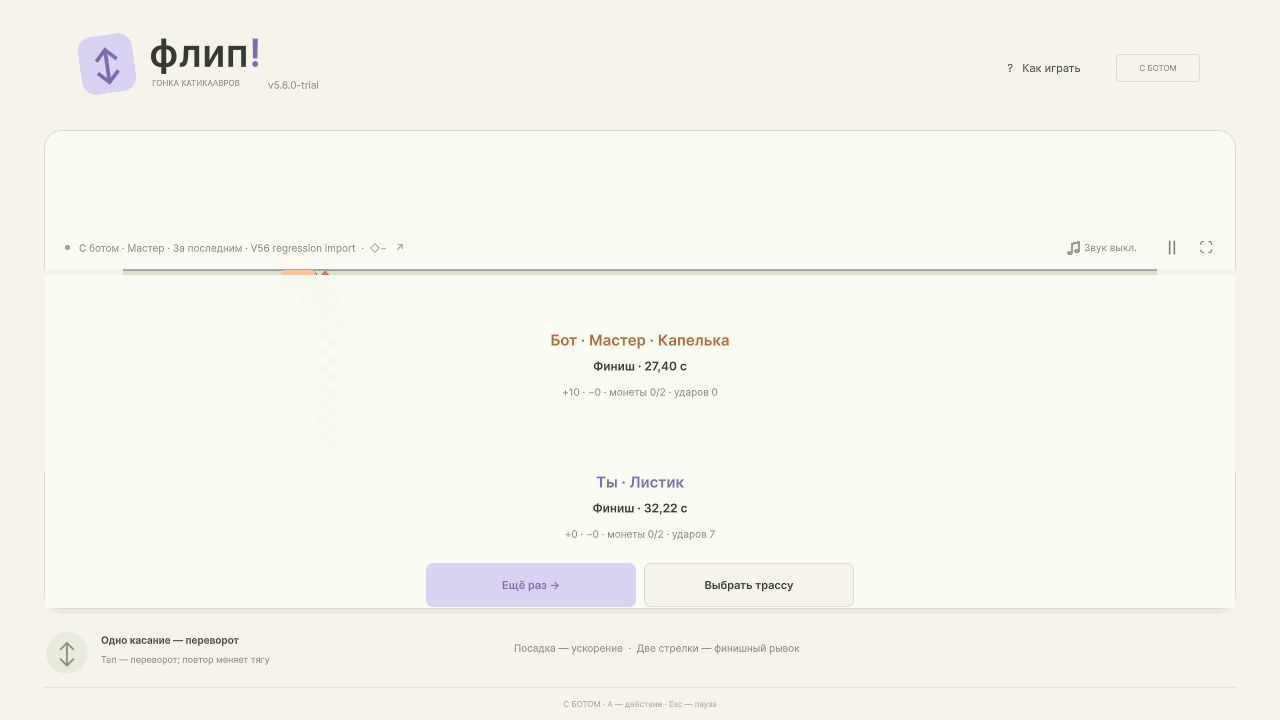 флип!
ГОНКА КАТИКААВРОВ
v5.6.0-trial
? Как играть
С БОТОМ
С ботом · Мастер · За последним · V56 regression import · ◇– ↗
Звук выкл.
Бот · Мастер · Капелька
Финиш · 27,40 с
+10 · −0 · монеты 0/2 · ударов 0
Ты · Листик
Финиш · 32,22 с
+0 · −0 · монеты 0/2 · ударов 7
Ещё раз →
Выбрать трассу
Одно касание — переворот
Тап — переворот; повтор меняет тягу
Посадка — ускорение · Две стрелки — финишный рывок
С БОТОМ · A — действие · Esc — пауза